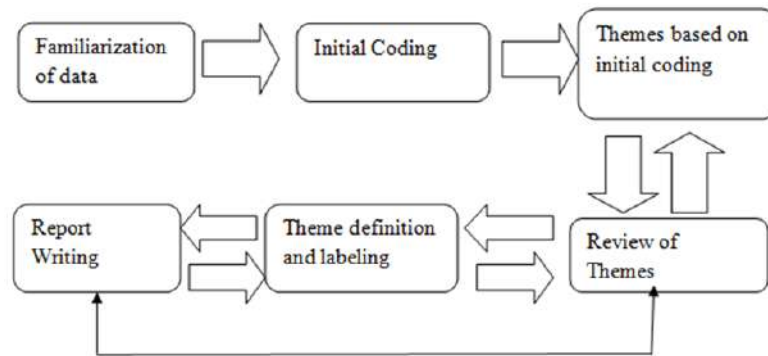 Familiarization
of data
Initial Coding
Themes based on
initial coding
Report
Writing
Theme definition
and labeling
Review of
Themes